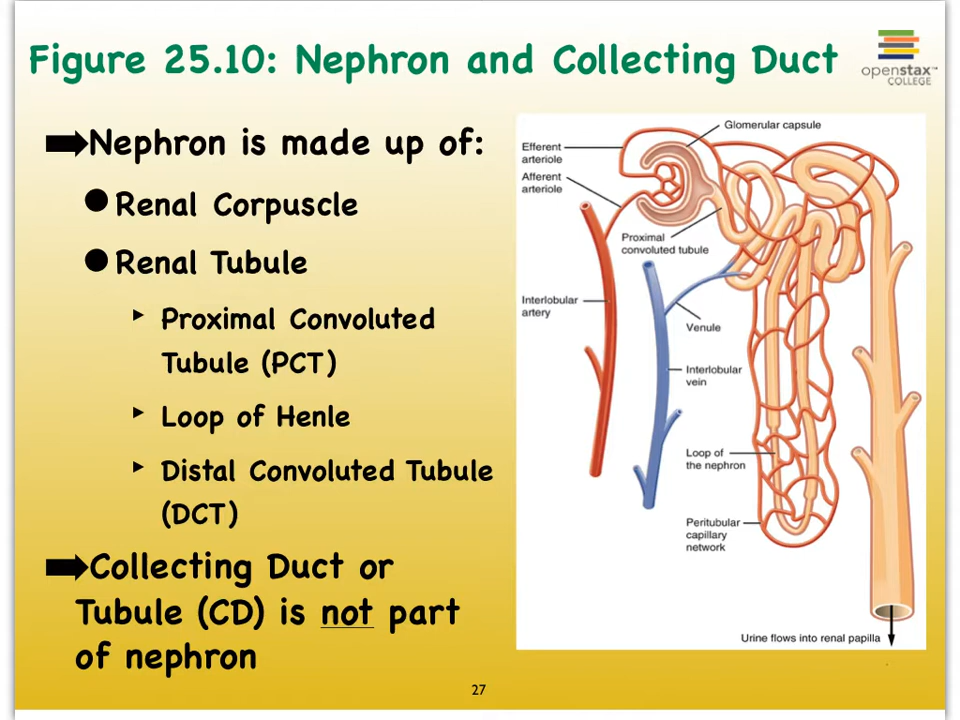 Figure 25.10: Nephron and Collecting Duct
openstax™
COLLEGE
Nephron is made up of:
Renal Corpuscle
Renal Tubule
Proximal Convoluted
Tubule (PCT)
Loop of Henle
Distal Convoluted Tubule
(DCT)
Collecting Duct or
Tubule (CD) is not part
of nephron
Glomerular capsule
Efferent
arteriole
Afferent
arteriole
Proximal
convoluted tubule
Interlobular
artery
Venule
Interlobular
vein
Loop of
the nephron
Peritubular
capillary
network
Urine flows into renal papilla
27